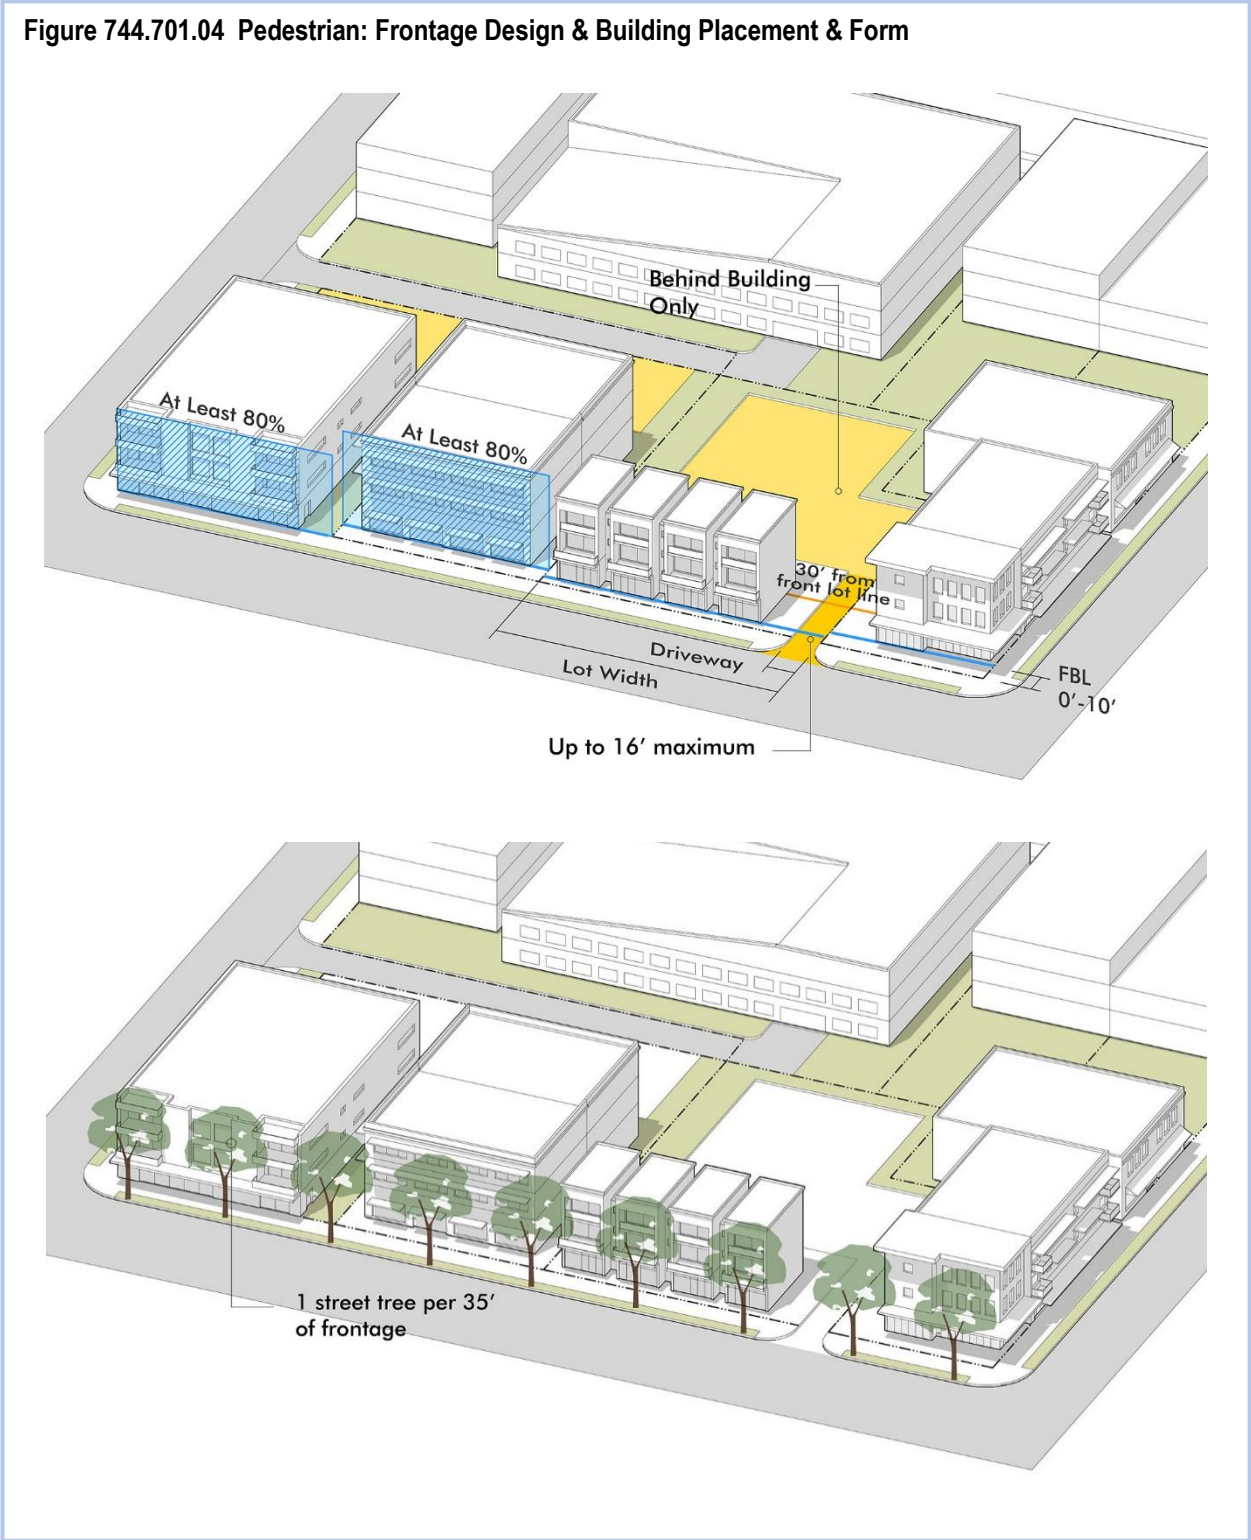 Figure 744.701.04  Pedestrian: Frontage Design & Building Placement & Form
Behind Building
Only
At Least 80%
At Least 80%
30’ from
front lot line
Driveway
Lot Width
FBL
0’-10’
Up to 16’ maximum
1 street tree per 35’
of frontage